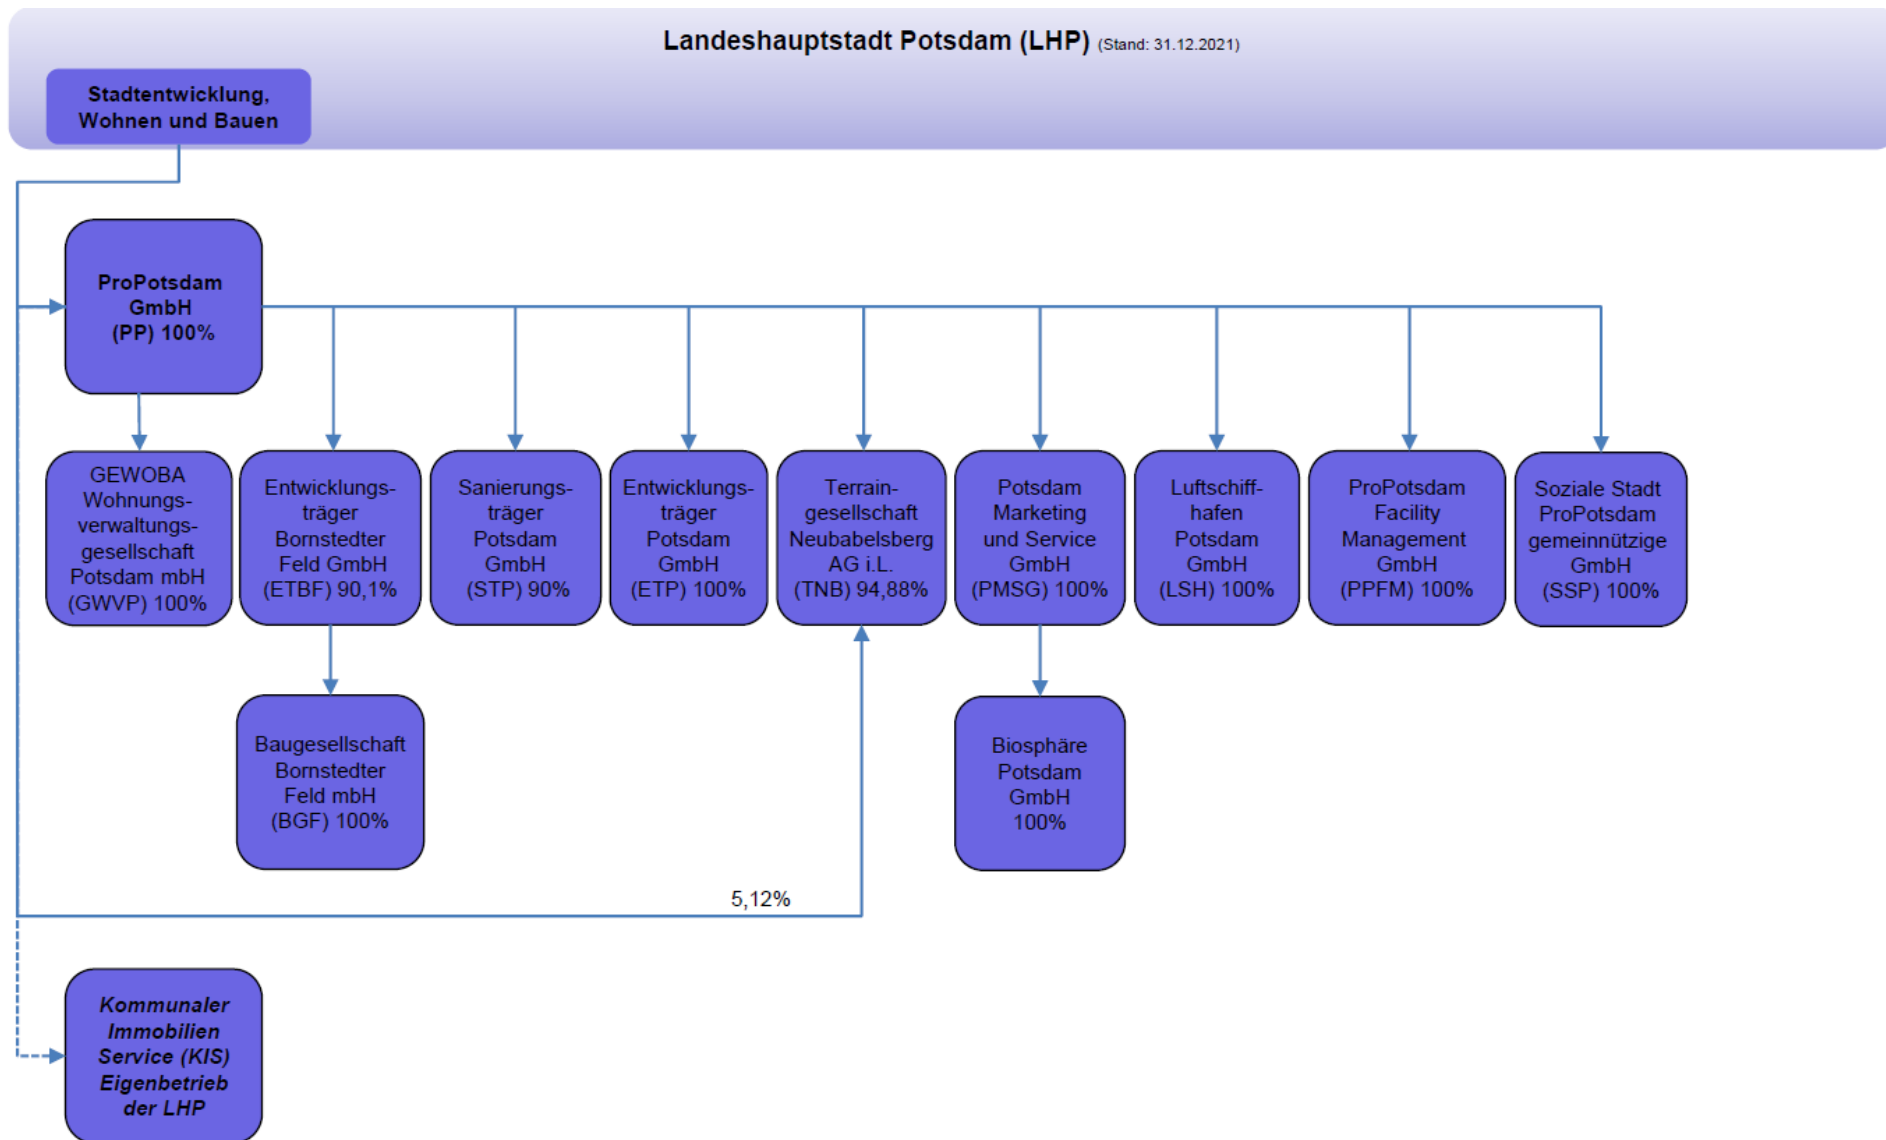 Landeshauptstadt Potsdam (LHP) (Stand: 31.12.2021)
Stadtentwicklung,
Wohnen und Bauen
ProPotsdam
GmbH
(PP) 100%
GEWOBA
Wohnungs-
verwaltungs-
gesellschaft
Potsdam mbH
(GWVP) 100%
Entwicklungs-
träger
Bornstedter
Feld GmbH
(ETBF) 90,1%
Sanierungs-
träger
Potsdam
GmbH
(STP) 90%
Entwicklungs-
träger
Potsdam
GmbH
(ETP) 100%
Terrain-
gesellschaft
Neubabelsberg
AG i.L.
(TNB) 94,88%
Potsdam
Marketing
und Service
GmbH
(PMSG) 100%
Luftschiff-
hafen
Potsdam
GmbH
(LSH) 100%
ProPotsdam
Facility
Management
GmbH
(PPFM) 100%
Soziale Stadt
ProPotsdam
gemeinnützige
GmbH
(SSP) 100%
Baugesellschaft
Bornstedter
Feld mbH
(BGF) 100%
Biosphäre
Potsdam
GmbH
100%
5,12%
Kommunaler
Immobilien
Service (KIS)
Eigenbetrieb
der LHP